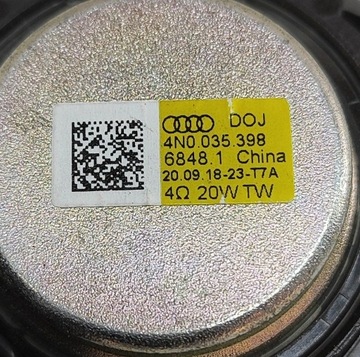 DOJ
4N0.035.398
6848.1 China
20.09.18-23-T7A
4Ω 20W TW